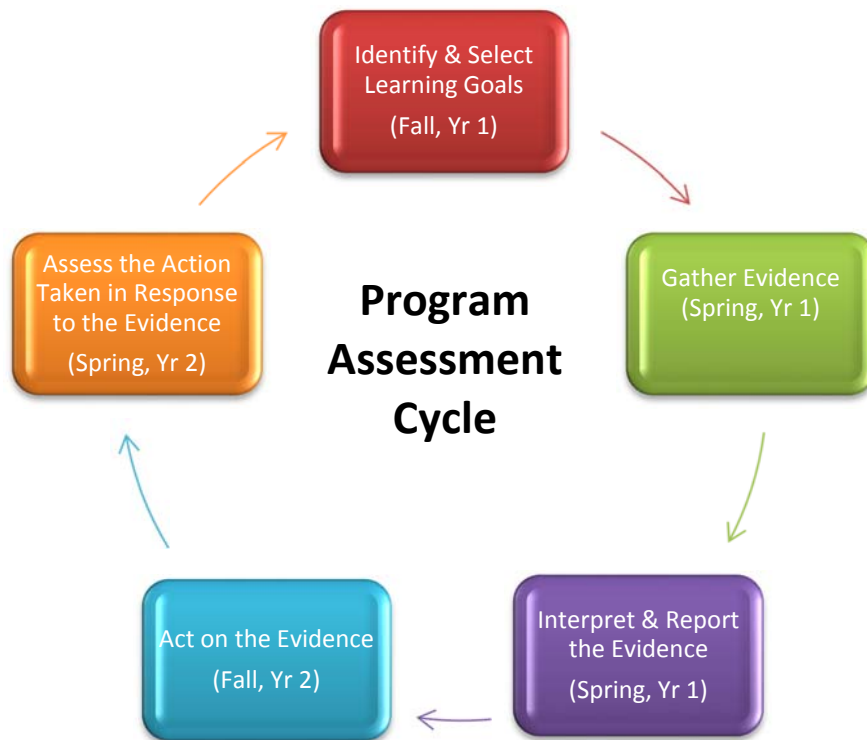 Identify & Select
Learning Goals
(Fall, Yr 1)
Gather Evidence
(Spring, Yr 1)
Interpret & Report
the Evidence
(Spring, Yr 1)
Act on the Evidence
(Fall, Yr 2)
Assess the Action
Taken in Response
to the Evidence
(Spring, Yr 2)
Program
Assessment
Cycle